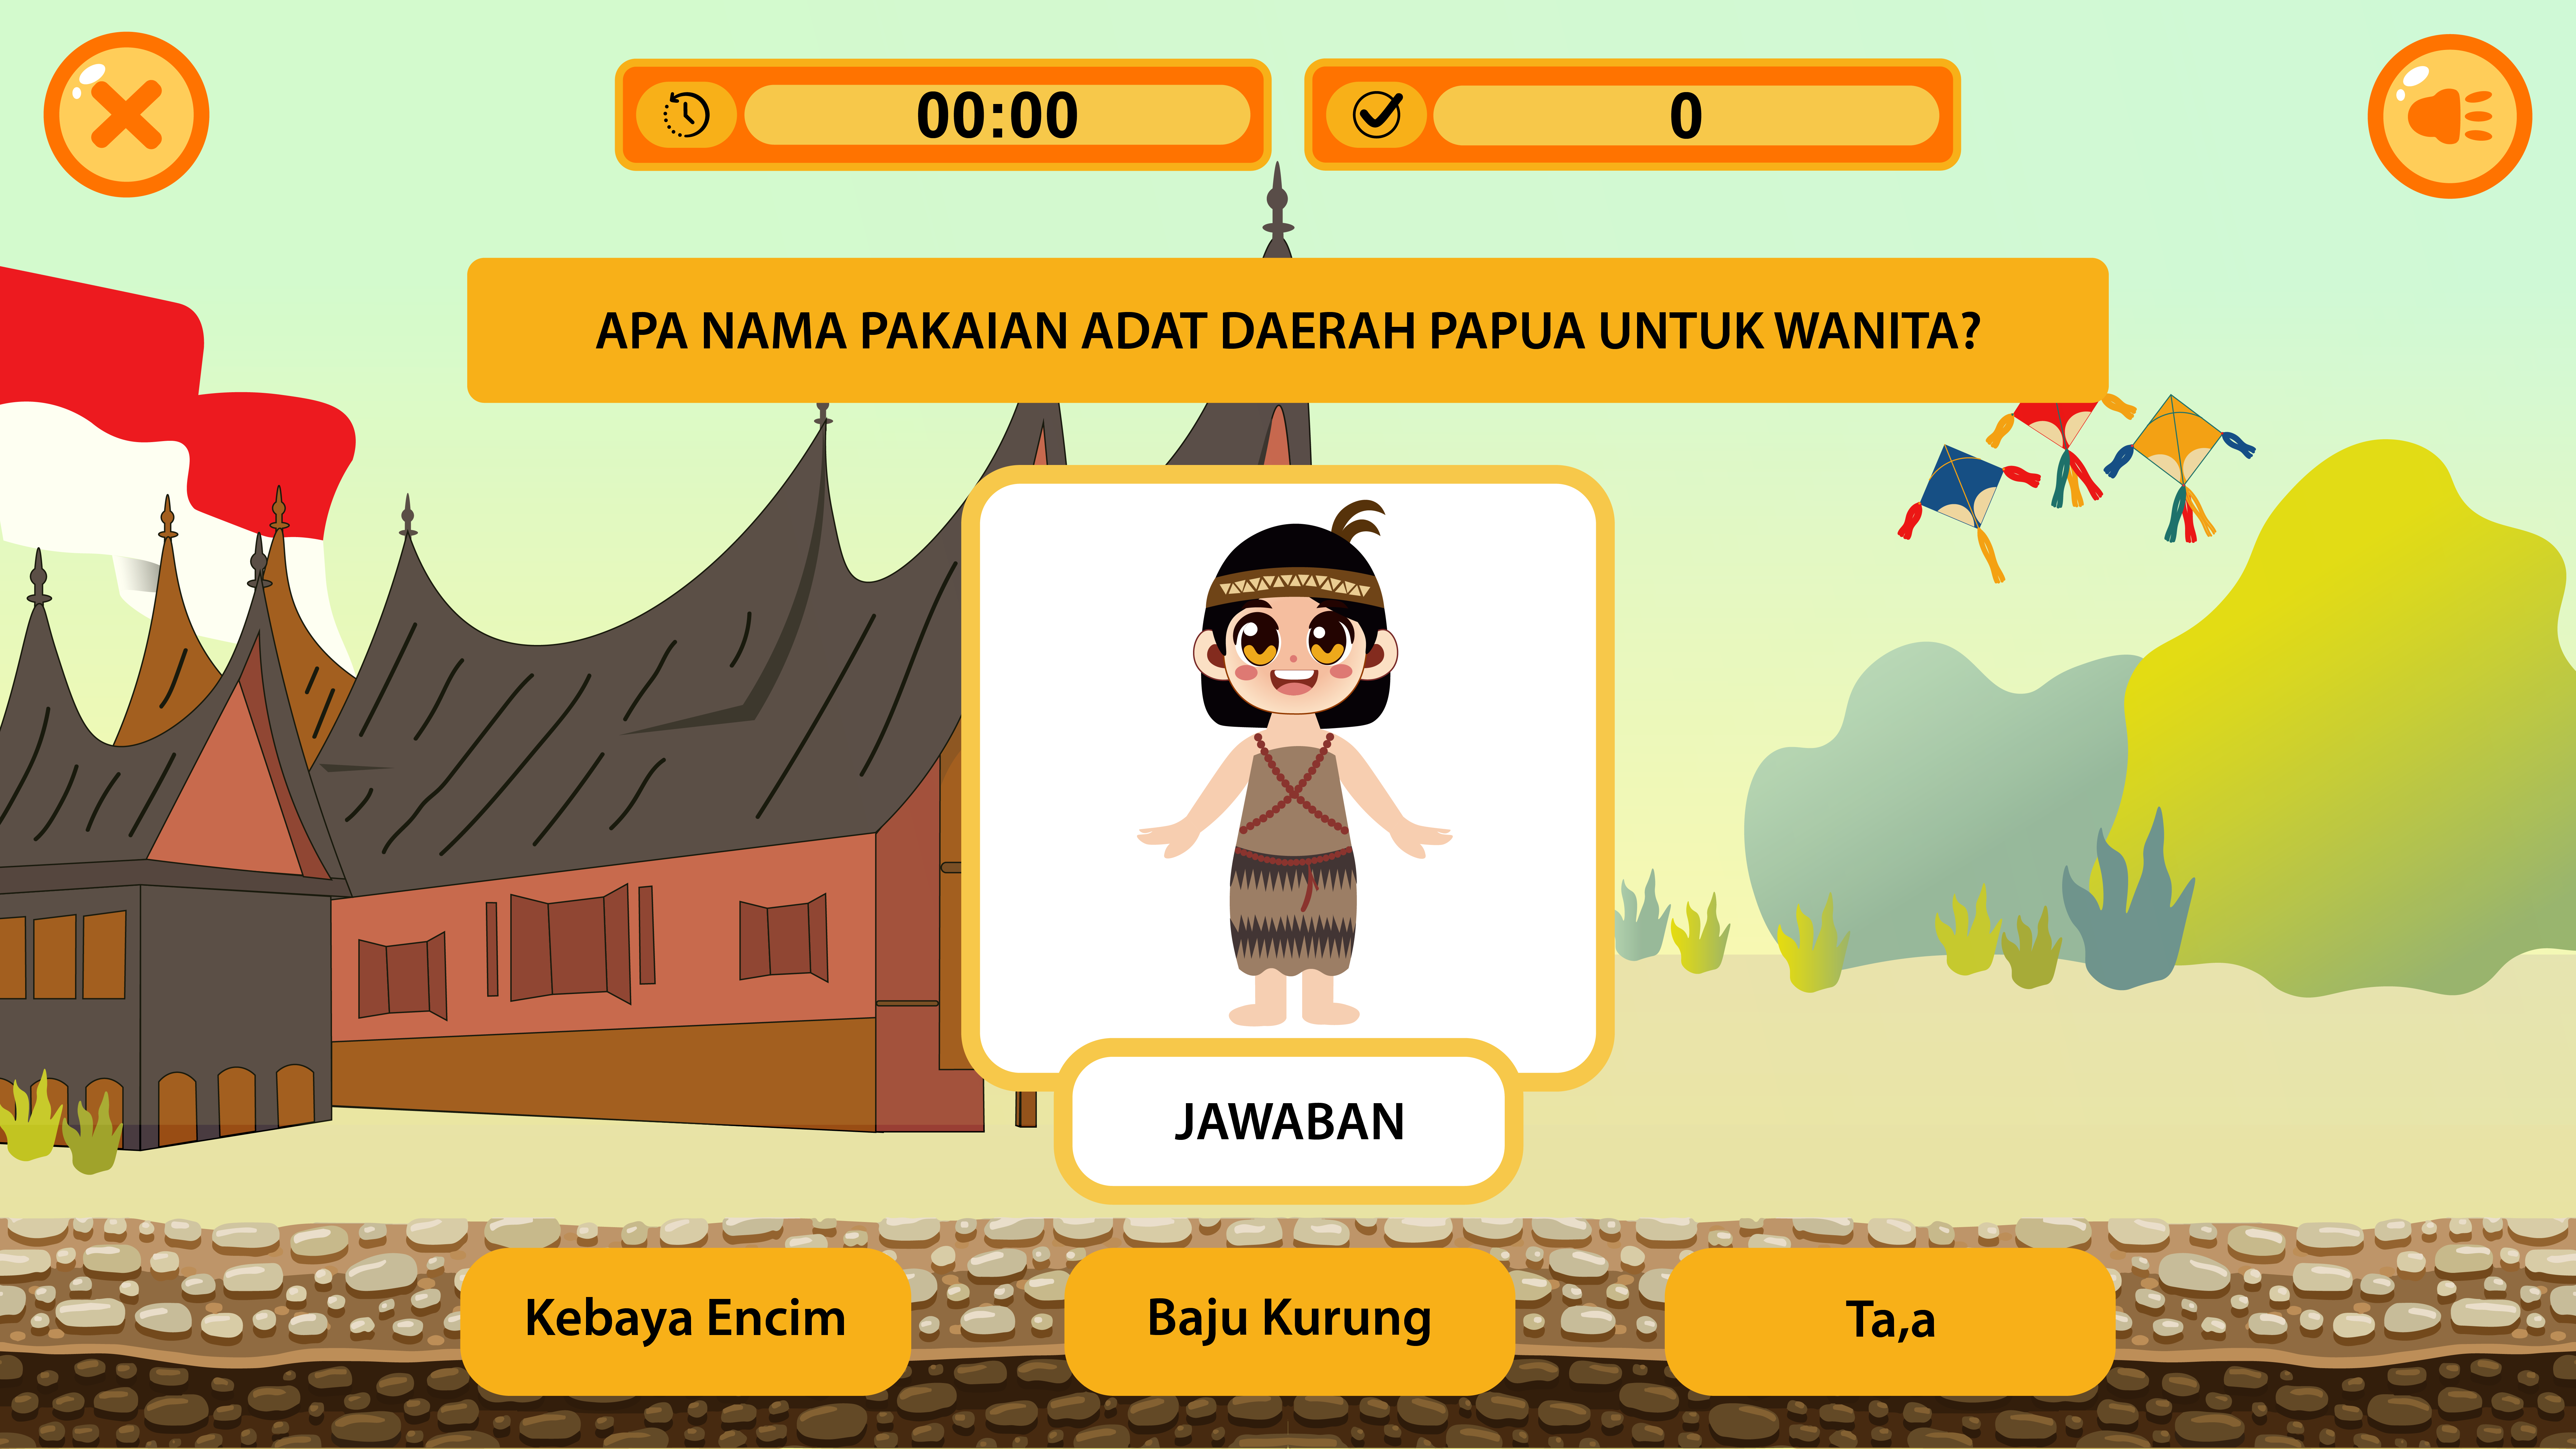 00:00
0
APA NAMA PAKAIAN ADAT DAERAH PAPUA UNTUK WANITA?
JAWABAN
Kebaya Encim
Baju Kurung
Ta,a